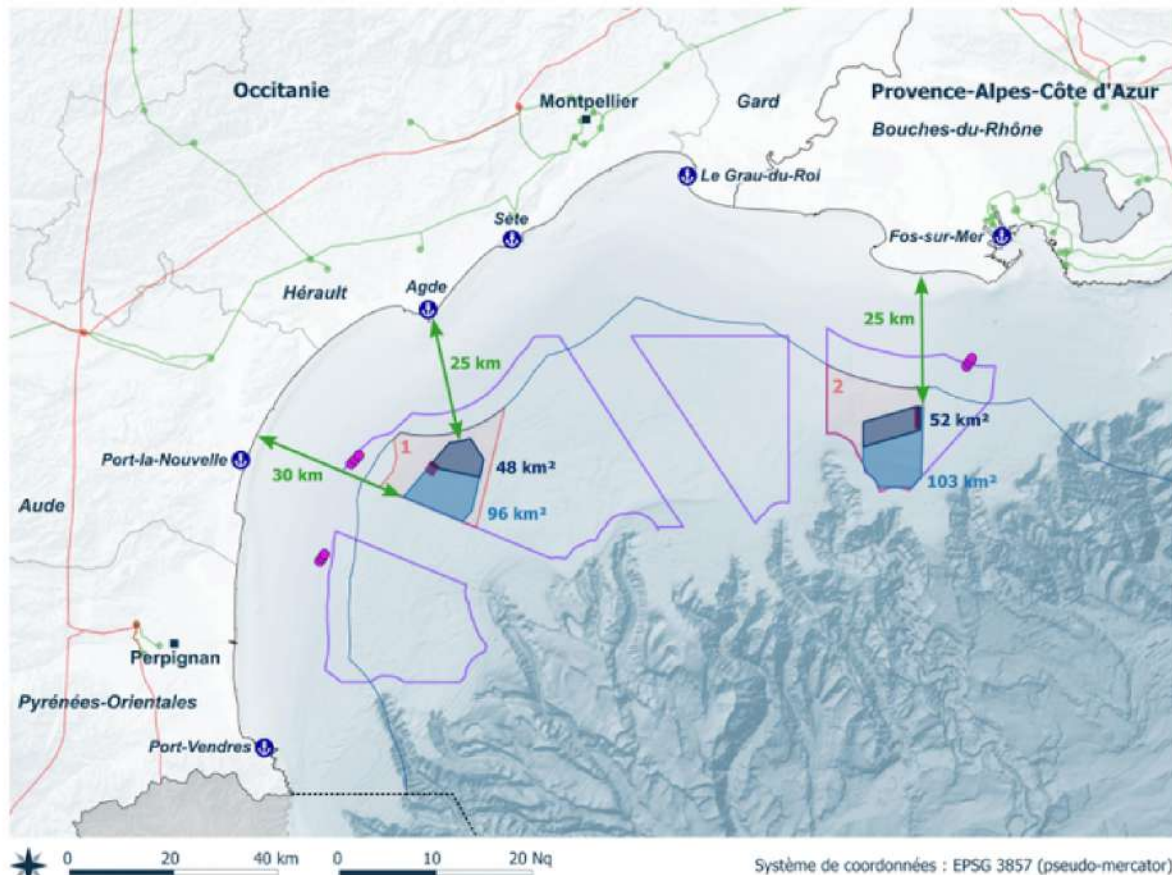 Occitanie
Montpellier
Gard
Provence-Alpes-Côte d'Azur
Bouches-du-Rhône
Le Grau-du-Roi
Sète
Fos-sur-Mer
Agde
Hérault
25 km
25 km
2
1
52 km²
Port-la-Nouvelle
30 km
48 km²
103 km²
Aude
96 km²
Perpignan
Pyrénées-Orientales
Port-Vendres
0 20 40 km
0 10 20 Nq
Système de coordonnées : EPSG 3857 (pseudo-mercator)